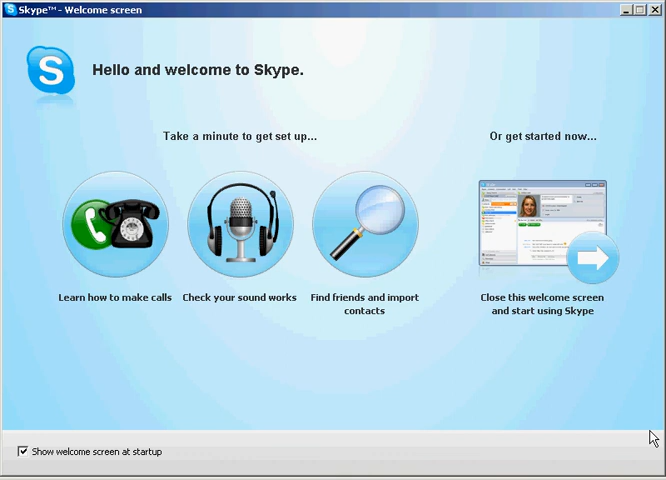 Skype™ - Welcome screen
S
Hello and welcome to Skype.
Take a minute to get set up...
Or get started now...
Learn how to make calls
Check your sound works
Find friends and import
contacts
Close this welcome screen
and start using Skype
Show welcome screen at startup